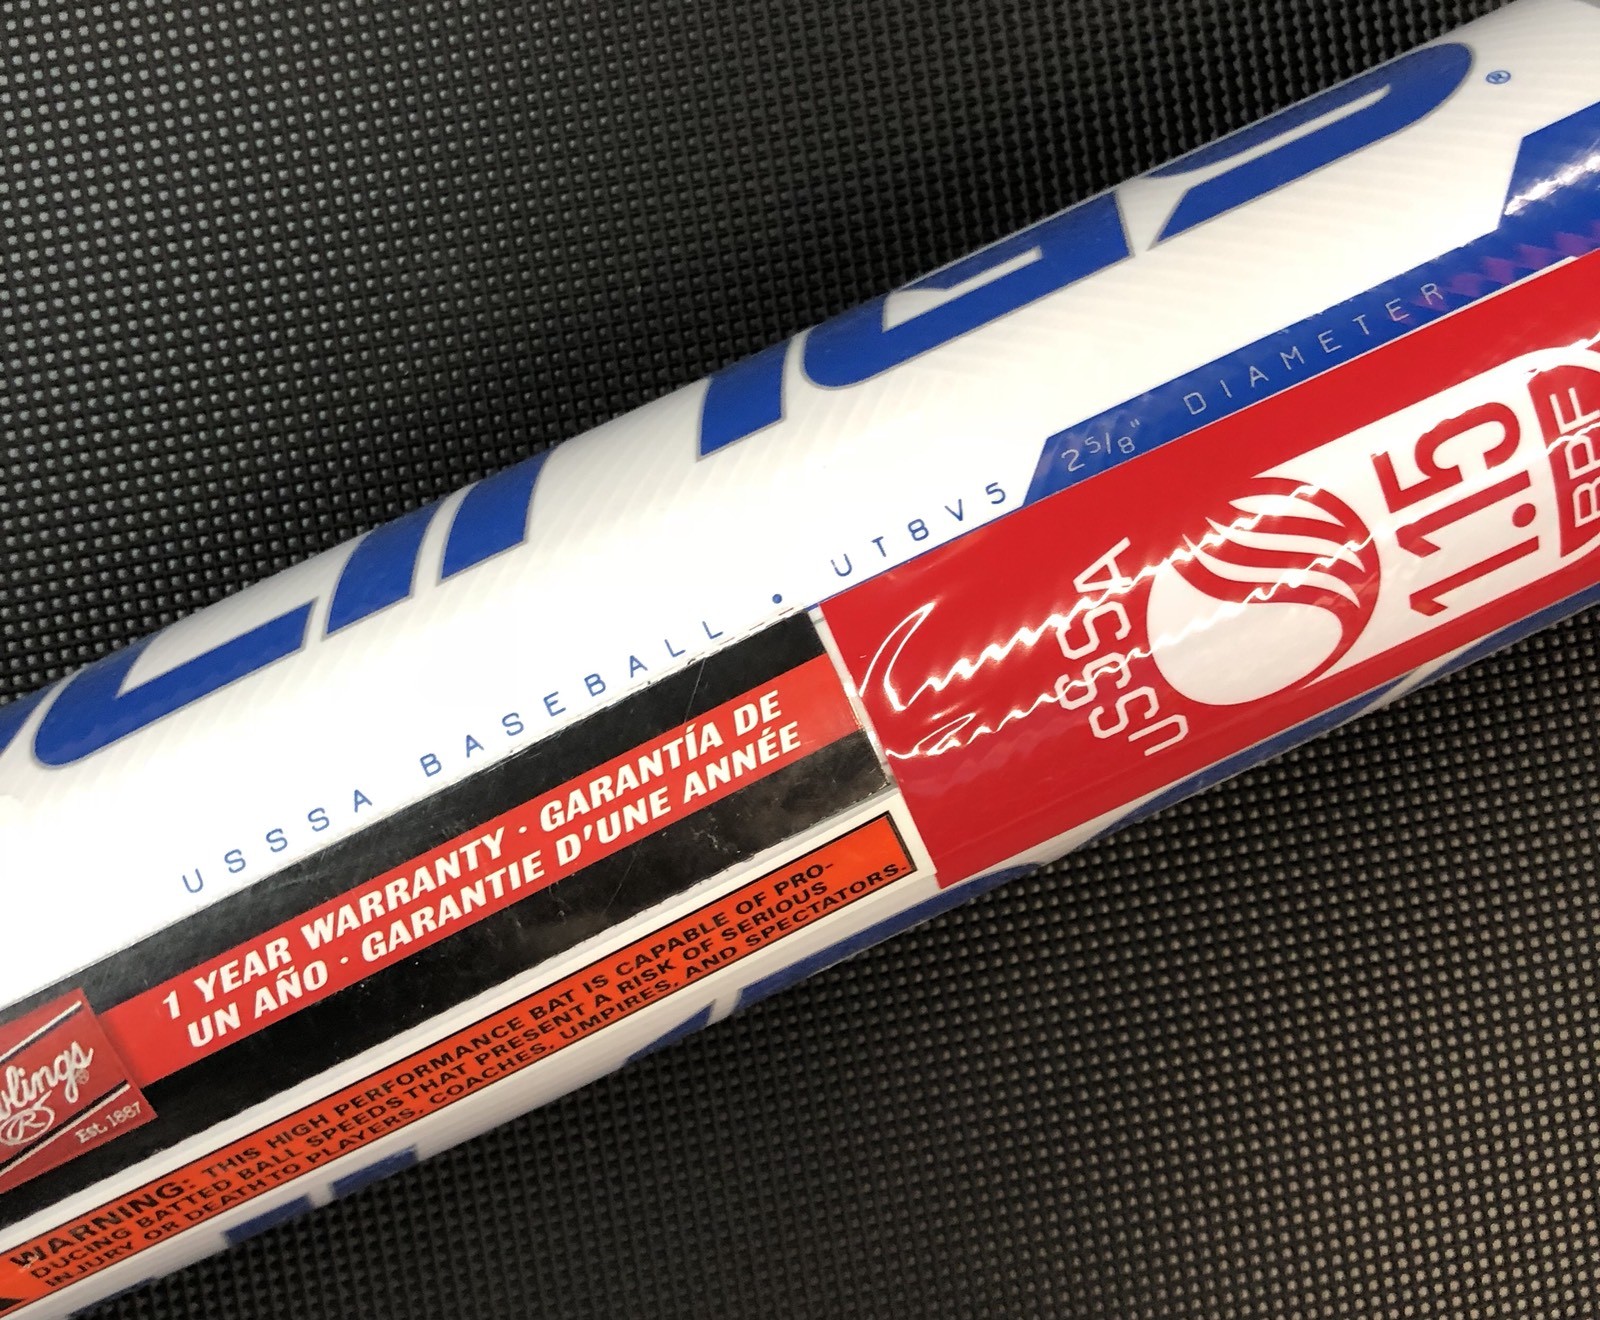 ®
2 5/8" DIAMETER
USSSA BASEBALL • UT8V5
USSSA
1.15
BPF
1 YEAR WARRANTY · GARANTÍA DE
UN AÑO · GARANTIE D'UNE ANNÉE
Est. 1887
WARNING: THIS HIGH PERFORMANCE BAT IS CAPABLE OF PRO-
DUCING BATTED BALL SPEEDS THAT PRESENT A RISK OF SERIOUS
INJURY OR DEATH TO PLAYERS, COACHES, UMPIRES, AND SPECTATORS.